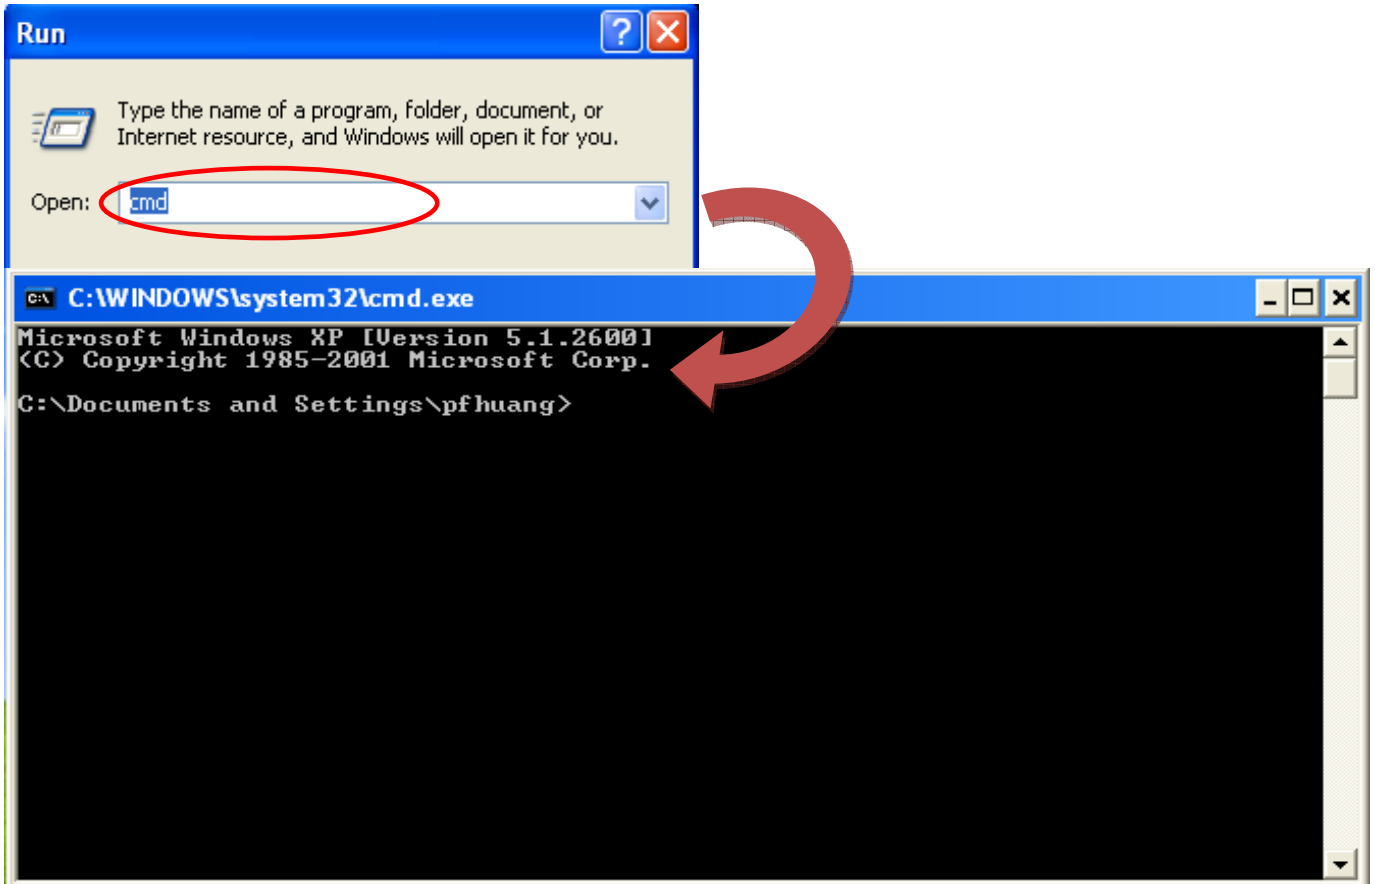 Run
Type the name of a program, folder, document, or
Internet resource, and Windows will open it for you.
Open: cmd
C:\WINDOWS\system32\cmd.exe
Microsoft Windows XP [Version 5.1.2600]
(C) Copyright 1985-2001 Microsoft Corp.
C:\Documents and Settings\pfhuang>